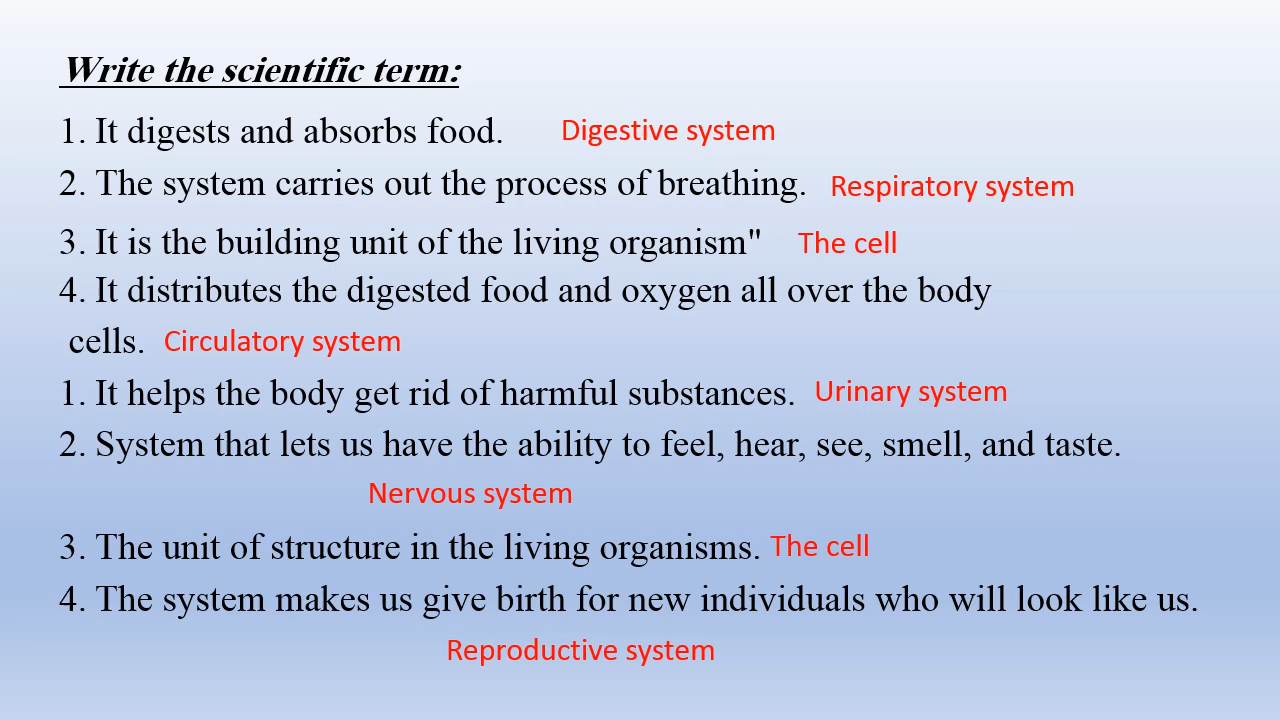 Write the scientific term:
1. It digests and absorbs food. Digestive system
2. The system carries out the process of breathing. Respiratory system
3. It is the building unit of the living organism" The cell
4. It distributes the digested food and oxygen all over the body
cells. Circulatory system
1. It helps the body get rid of harmful substances. Urinary system
2. System that lets us have the ability to feel, hear, see, smell, and taste.
Nervous system
3. The unit of structure in the living organisms. The cell
4. The system makes us give birth for new individuals who will look like us.
Reproductive system